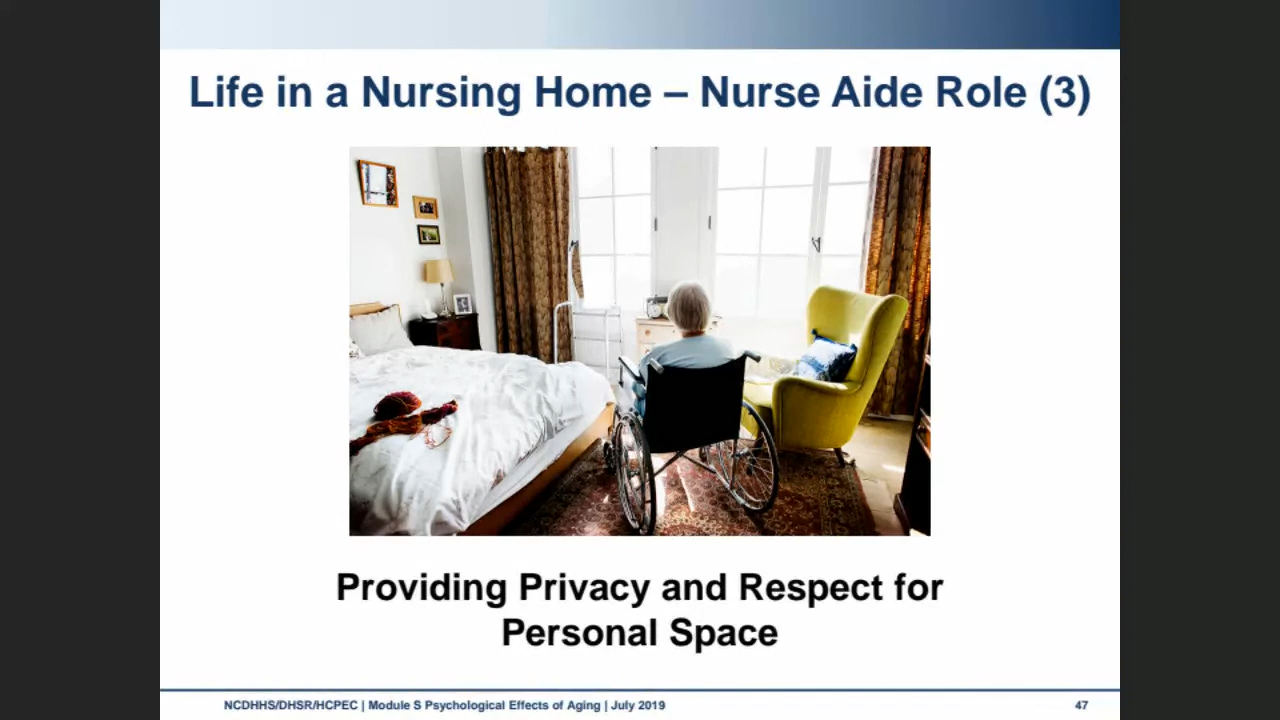 Life in a Nursing Home – Nurse Aide Role (3)
Providing Privacy and Respect for
Personal Space
NCDHHS/DHSR/HCPEC | Module S Psychological Effects of Aging | July 2019
47